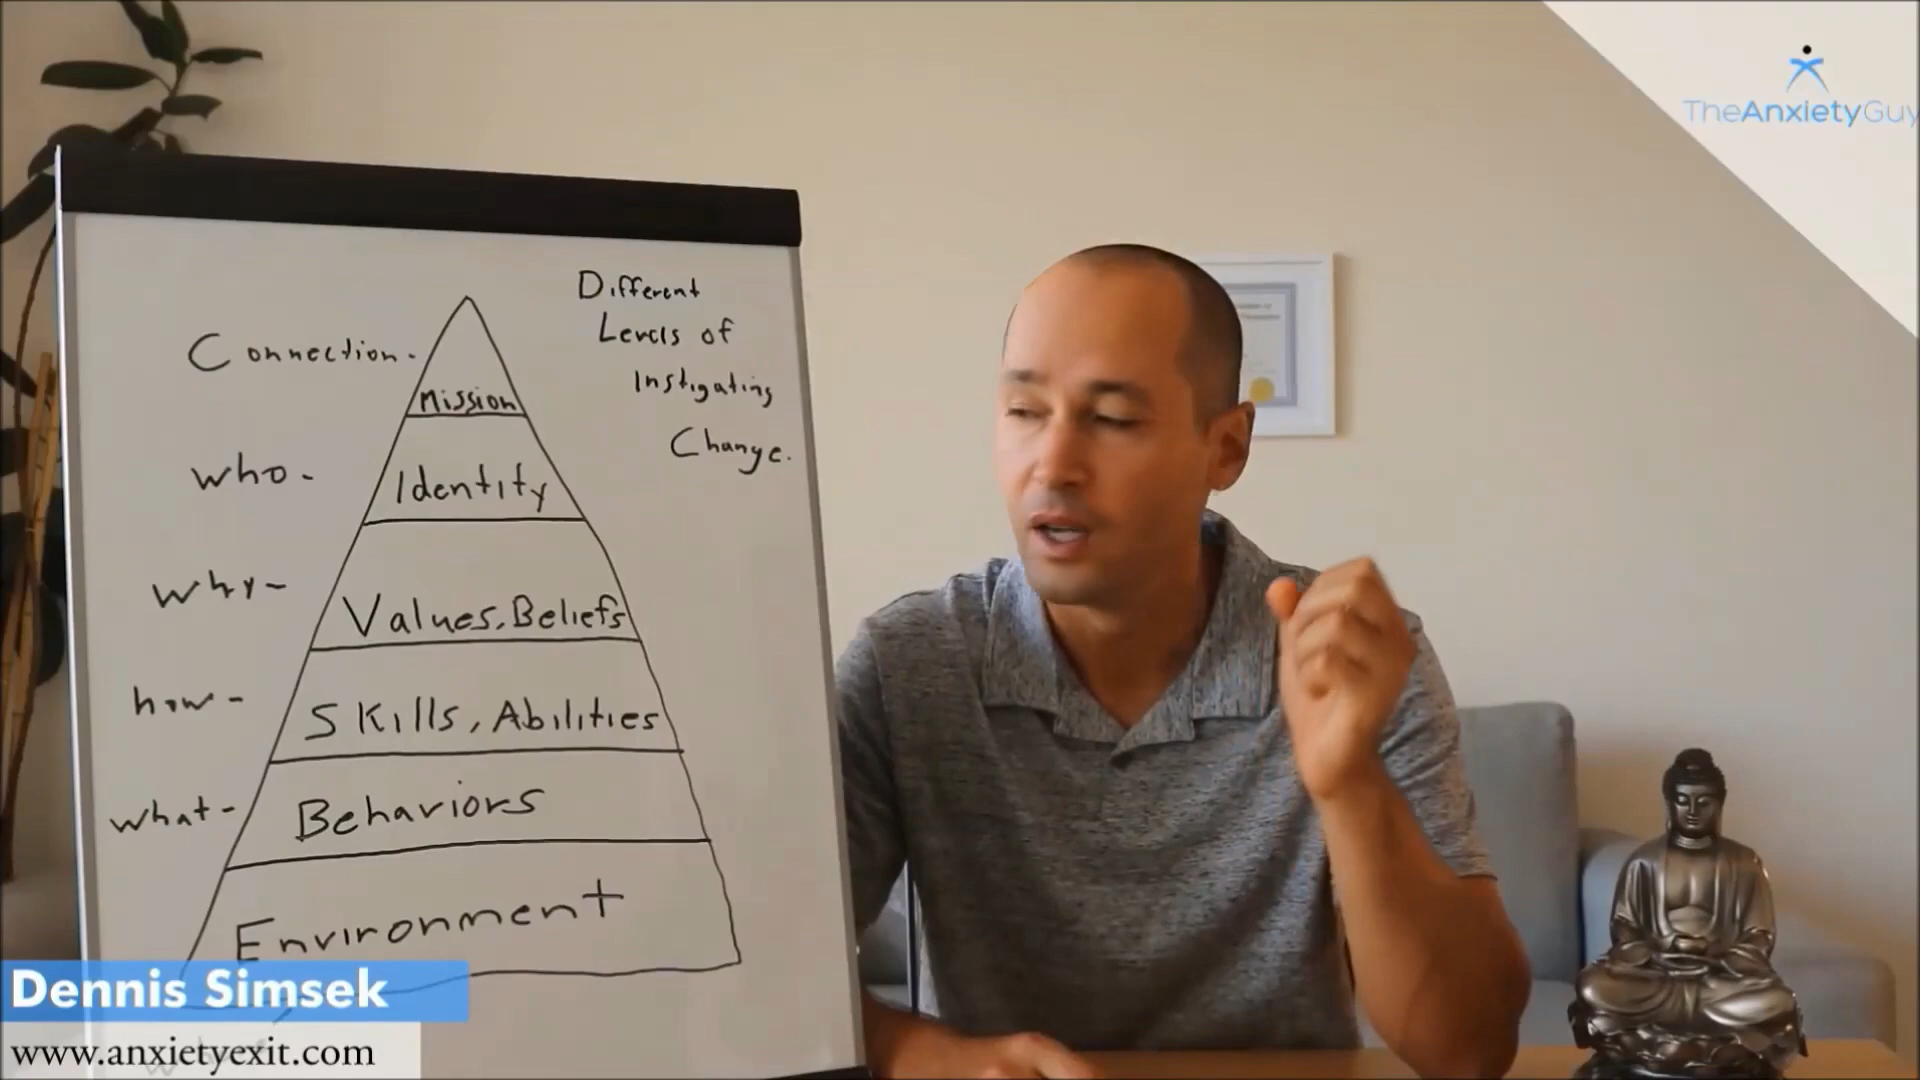 TheAnxietyGuy
Different
Levels of
Instigating
Change.
Connection-
Mission
who-
Identity
why-
Values, Beliefs
how-
Skills, Abilities
what-
Behaviors
Environment
Dennis Simsek
www.anxietyexit.com